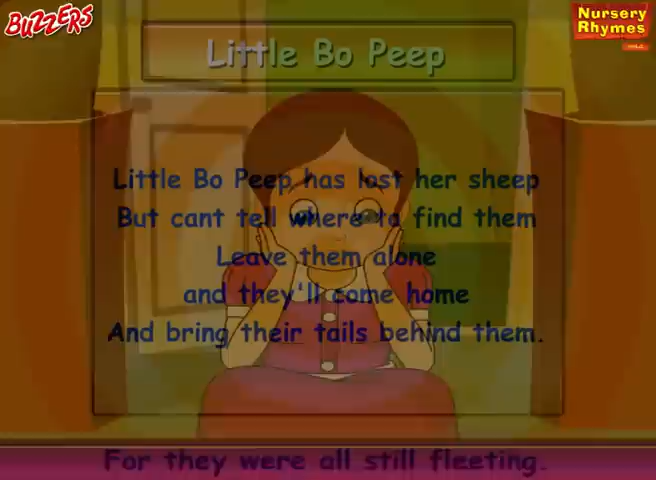 BUZZERS
Nursery
Rhymes
Little Bo Peep
Little Bo Peep has lost her sheep
But cant tell where to find them
Leave them alone
and they'll come home
And bring their tails behind them.
For they were all still fleeting.